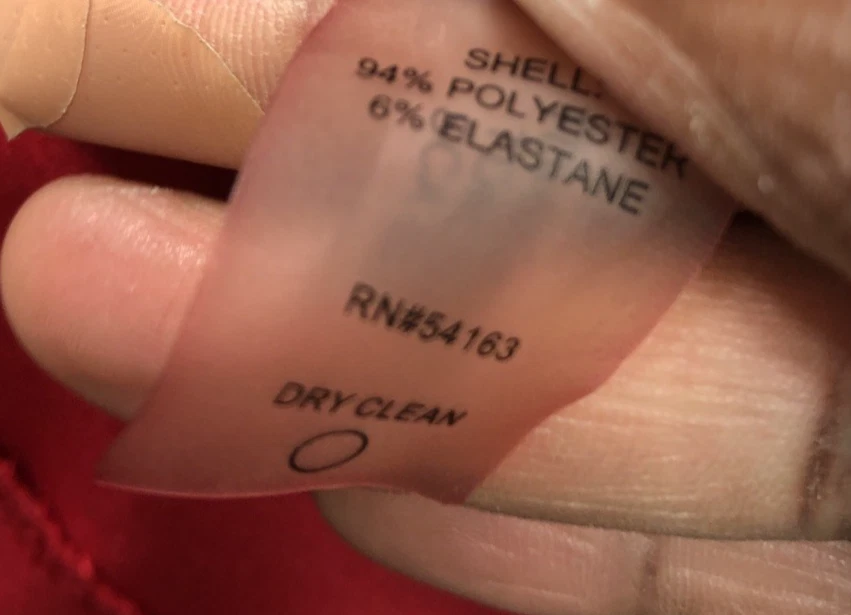 SHELL:
94% POLYESTER
6% ELASTANE
RN#54163
DRY CLEAN